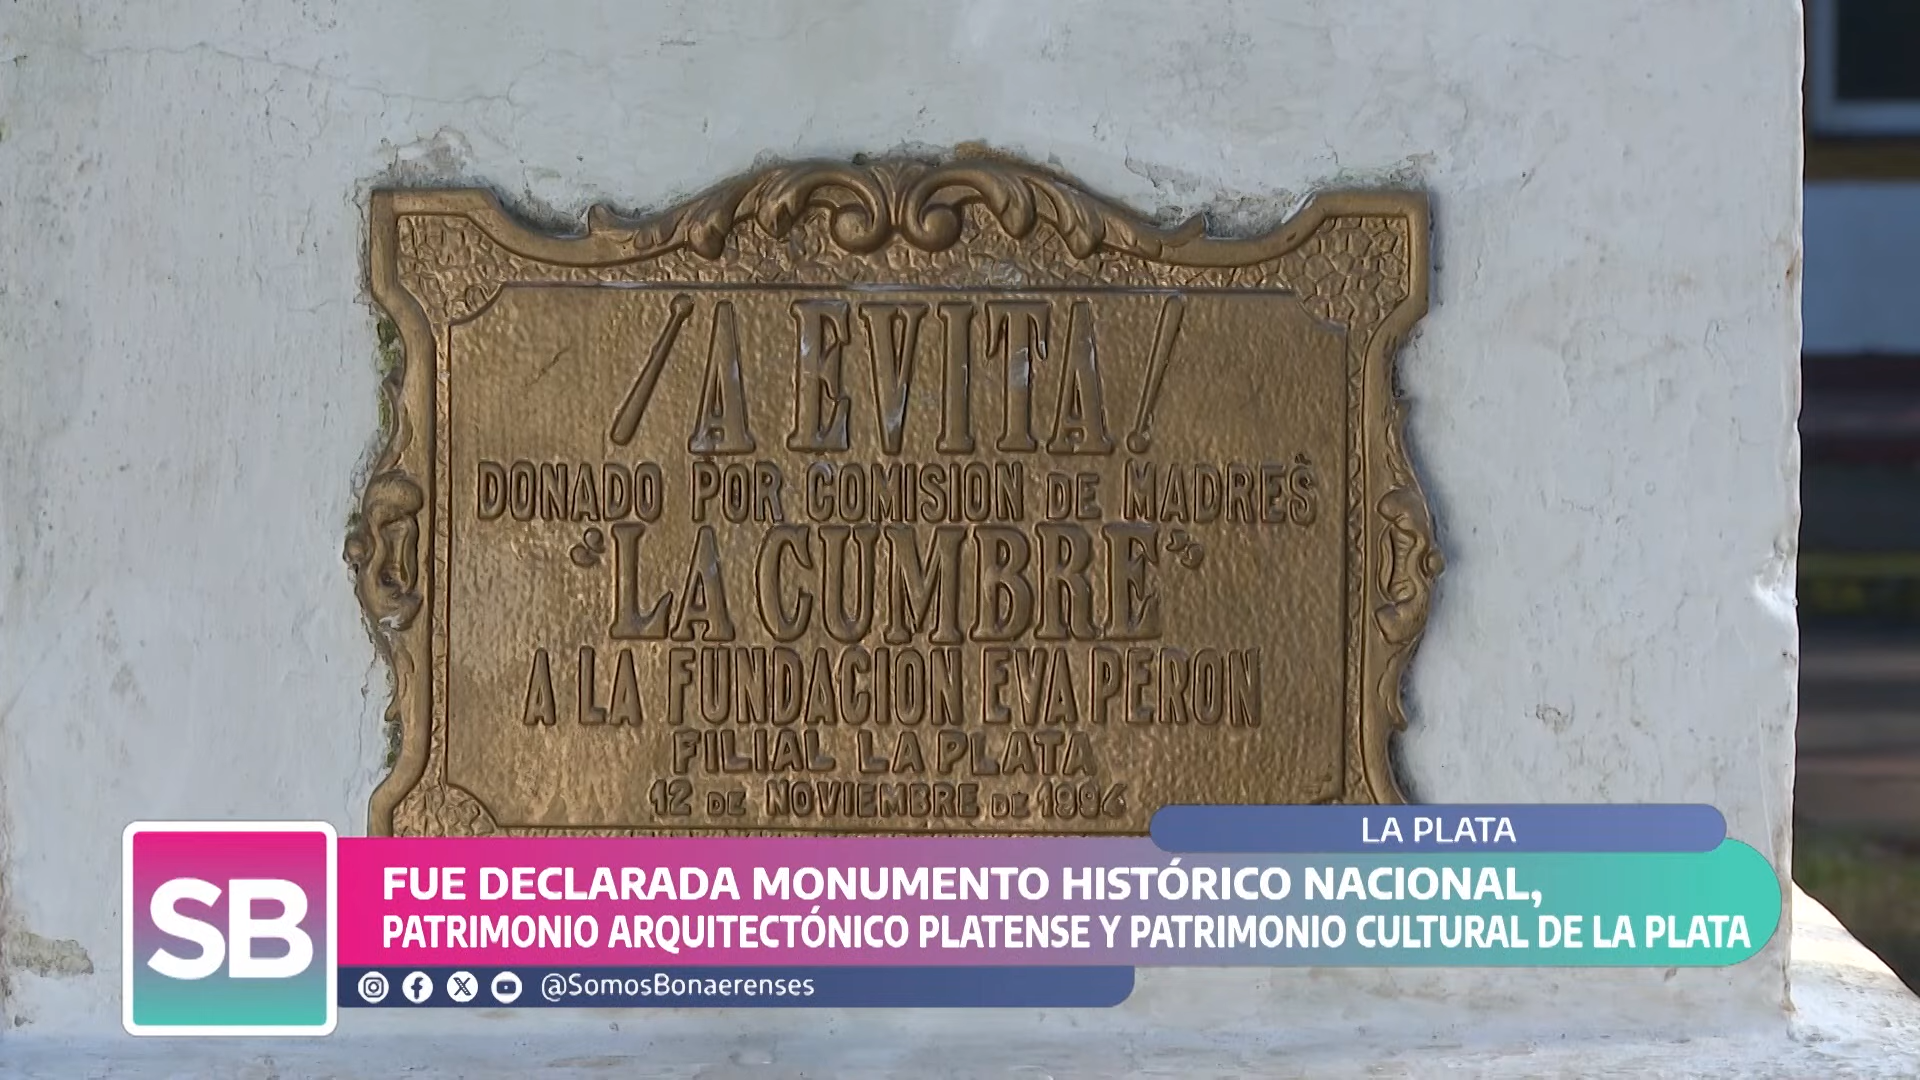 ¡A EVITA!
DONADO POR COMISION DE MADRES
"LA CUMBRE"
A LA FUNDACION EVA PERON
FILIAL LA PLATA
12 DE NOVIEMBRE DE 1994
LA PLATA
SB
FUE DECLARADA MONUMENTO HISTÓRICO NACIONAL,
PATRIMONIO ARQUITECTÓNICO PLATENSE Y PATRIMONIO CULTURAL DE LA PLATA
@SomosBonaerenses